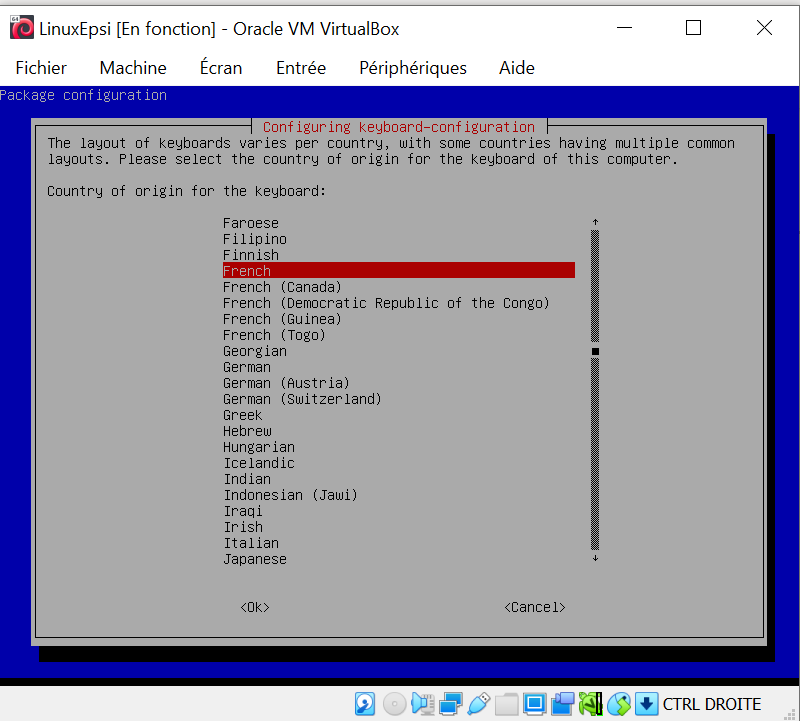 LinuxEpsi [En fonction] - Oracle VM VirtualBox
Fichier Machine Écran Entrée Périphériques Aide
Package configuration
Configuring keyboard-configuration
The layout of keyboards varies per country, with some countries having multiple common
layouts. Please select the country of origin for the keyboard of this computer.
Country of origin for the keyboard:
Faroese
Filipino
Finnish
French
French (Canada)
French (Democratic Republic of the Congo)
French (Guinea)
French (Togo)
Georgian
German
German (Austria)
German (Switzerland)
Greek
Hebrew
Hungarian
Icelandic
Indian
Indonesian (Jawi)
Iraqi
Irish
Italian
Japanese
<Ok> <Cancel>
CTRL DROITE